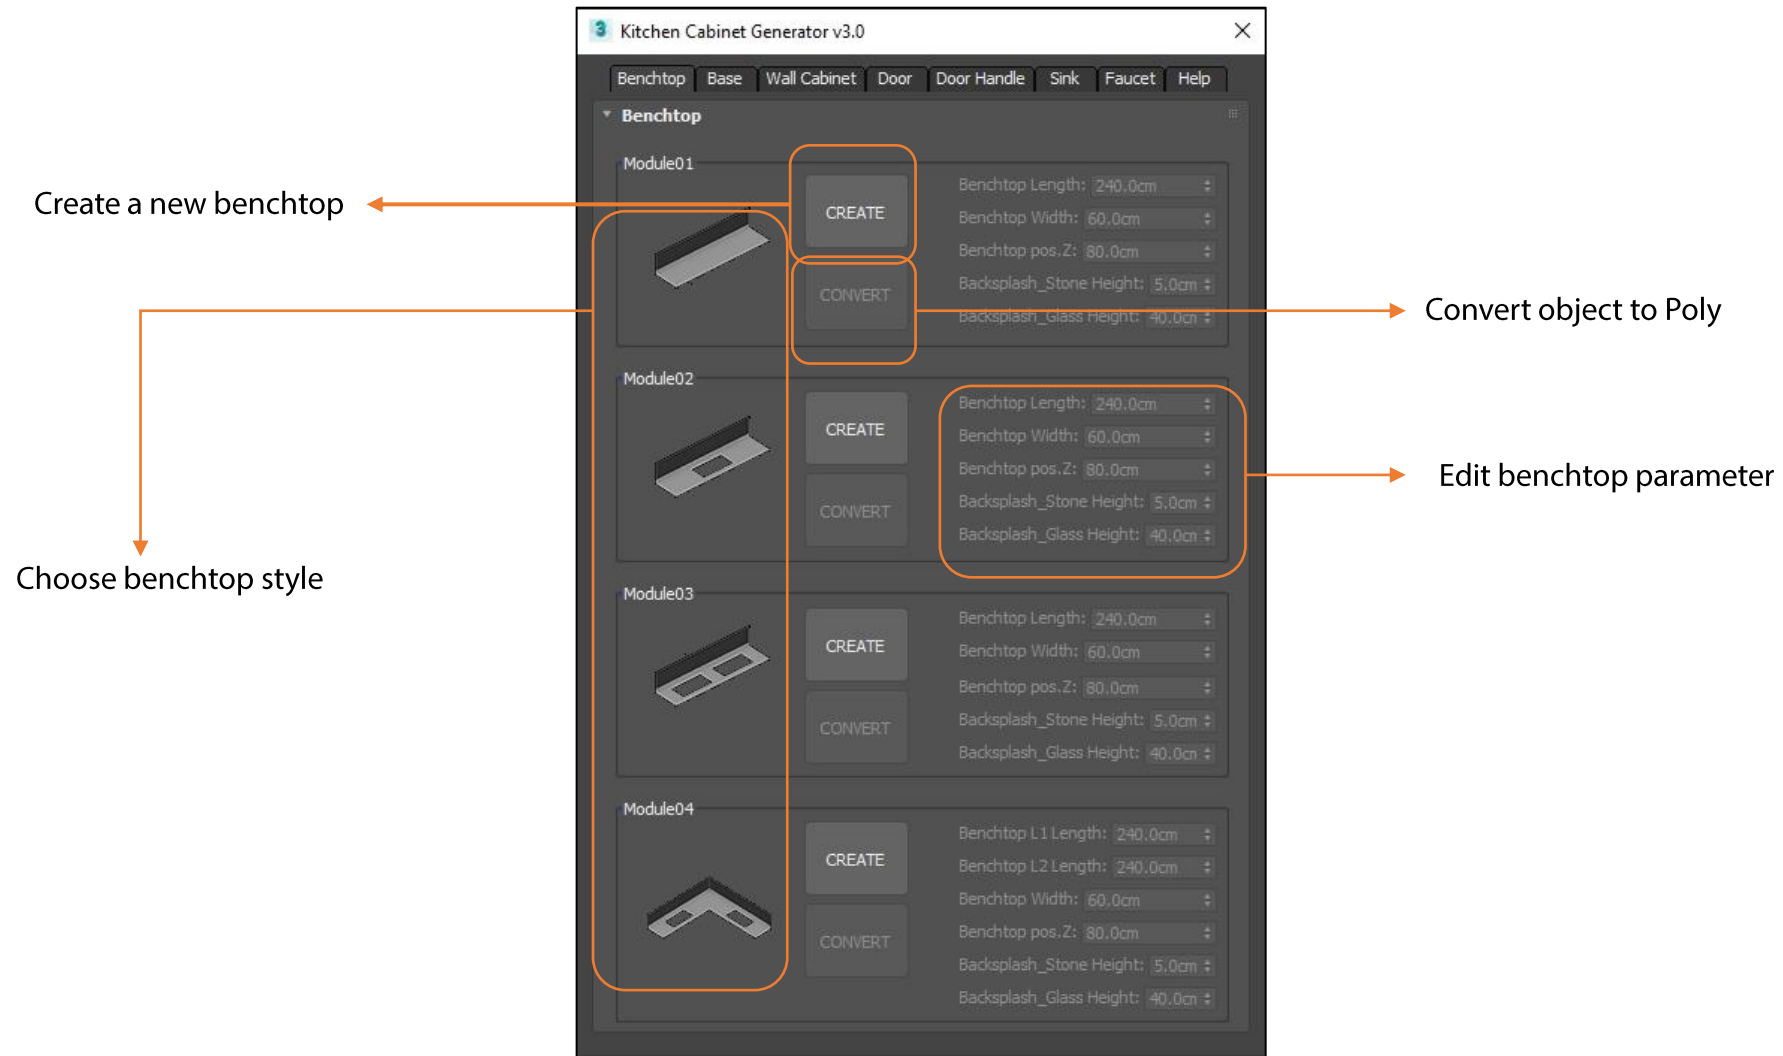 Kitchen Cabinet Generator v3.0
Benchtop Base Wall Cabinet Door Door Handle Sink Faucet Help
Benchtop
Module01
CREATE
CONVERT
Benchtop Length: 240.0cm
Benchtop Width: 60.0cm
Benchtop pos.Z: 80.0cm
Backsplash_Stone Height: 5.0cm
Backsplash_Glass Height: 40.0cm
Create a new benchtop
Convert object to Poly
Module02
CREATE
CONVERT
Benchtop Length: 240.0cm
Benchtop Width: 60.0cm
Benchtop pos.Z: 80.0cm
Backsplash_Stone Height: 5.0cm
Backsplash_Glass Height: 40.0cm
Edit benchtop parameter
Choose benchtop style
Module03
CREATE
CONVERT
Benchtop Length: 240.0cm
Benchtop Width: 60.0cm
Benchtop pos.Z: 80.0cm
Backsplash_Stone Height: 5.0cm
Backsplash_Glass Height: 40.0cm
Module04
CREATE
CONVERT
Benchtop L1 Length: 240.0cm
Benchtop L2 Length: 240.0cm
Benchtop Width: 60.0cm
Benchtop pos.Z: 80.0cm
Backsplash_Stone Height: 5.0cm
Backsplash_Glass Height: 40.0cm